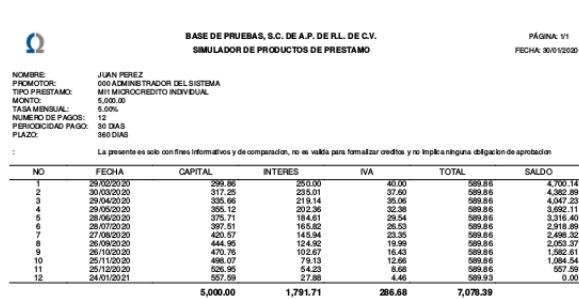 BASE DE PRUEBAS, S.C. DE A.P. DE R.L. DE C.V. PÁGINA: 1/1
SIMULADOR DE PRODUCTOS DE PRESTAMO FECHA: 30/01/2020
NOMBRE: JUAN PEREZ
PROMOTOR: 000 ADMINISTRADOR DEL SISTEMA
TIPO PRESTAMO: MI1 MICROCREDITO INDIVIDUAL
MONTO: 5,000.00
TASA MENSUAL: 5.00%
NUMERO DE PAGOS: 12
PERIODICIDAD PAGO: 30 DIAS
PLAZO: 360 DIAS
: La presente es solo con fines informativos y de comparacion, no es valida para formalizar creditos y no implica ninguna obligacion de aprobacion
NO FECHA CAPITAL INTERES IVA TOTAL SALDO
1 29/02/2020 299.86 250.00 40.00 589.86 4,700.14
2 30/03/2020 317.25 235.01 37.60 589.86 4,382.89
3 29/04/2020 335.66 219.14 35.06 589.86 4,047.23
4 29/05/2020 355.12 202.36 32.38 589.86 3,692.11
5 28/06/2020 375.71 184.61 29.54 589.86 3,316.40
6 28/07/2020 397.51 165.82 26.53 589.86 2,918.89
7 27/08/2020 420.57 145.94 23.35 589.86 2,498.32
8 26/09/2020 444.95 124.92 19.99 589.86 2,053.37
9 26/10/2020 470.76 102.67 16.43 589.86 1,582.61
10 25/11/2020 498.07 79.13 12.66 589.86 1,084.54
11 25/12/2020 526.95 54.23 8.68 589.86 557.59
12 24/01/2021 557.59 27.88 4.46 589.93 0.00
5,000.00 1,791.71 286.68 7,078.39